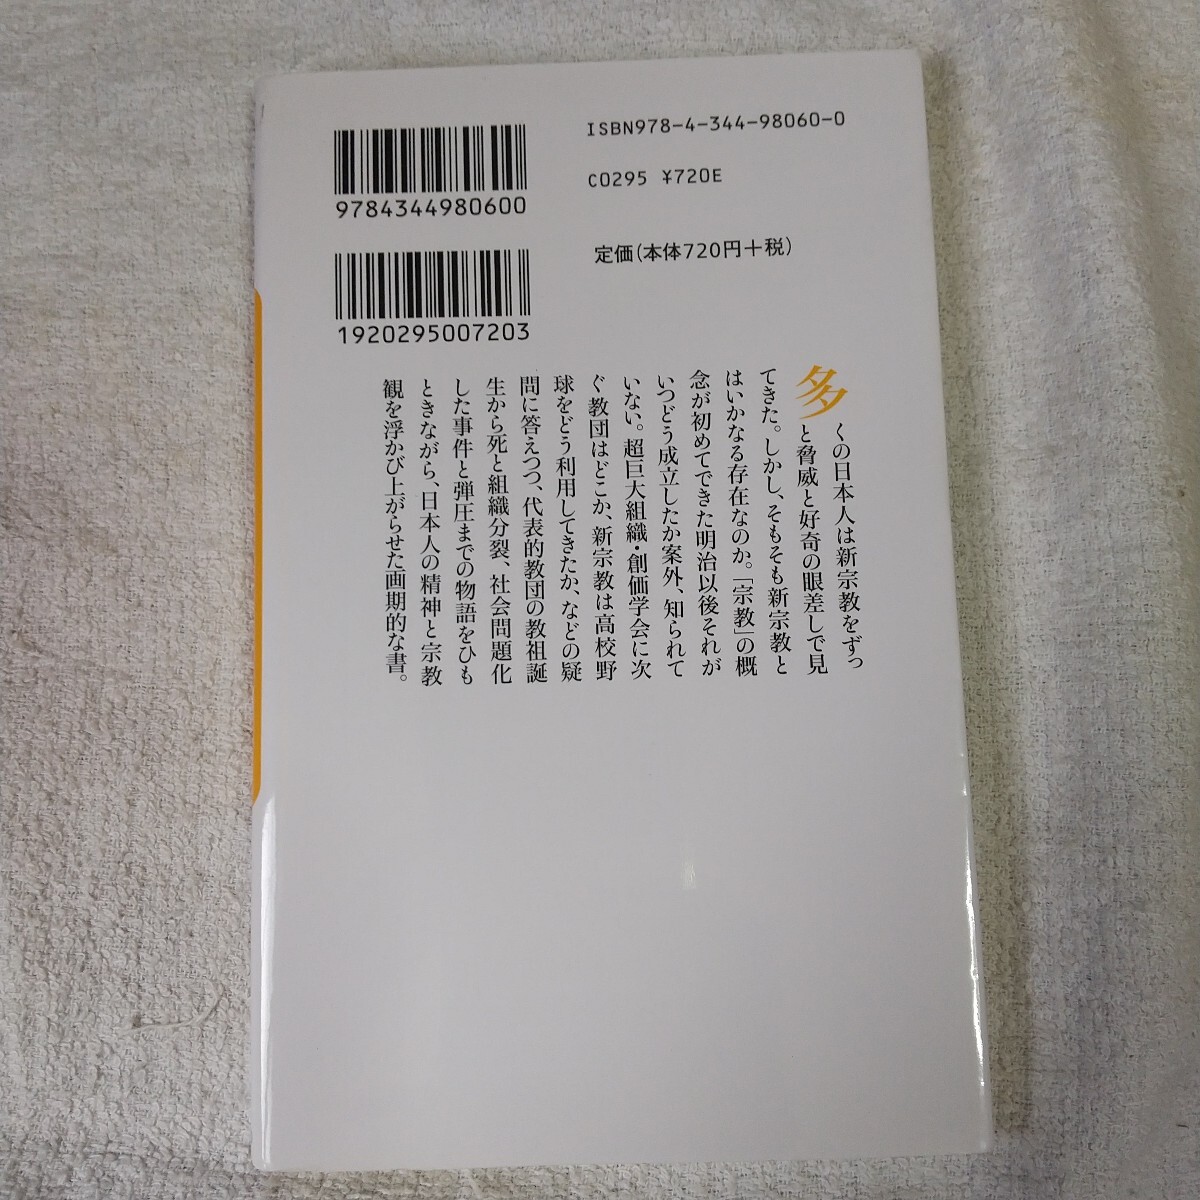 ISBN978-4-344-98060-0
C0295 ¥720E
9784344980600
定価(本体720円+税)
1920295007203
多くの日本人は新宗教をずっ
と脅威と好奇の眼差しで見
てきた。しかし、そもそも新宗教と
はいかなる存在なのか。「宗教」の概
念が初めてできた明治以後それが
いつどう成立したか案外、知られて
いない。超巨大組織・創価学会に次
ぐ教団はどこか、新宗教は高校野
球をどう利用してきたか、などの疑
問に答えつつ、代表的教団の教祖誕
生から死と組織分裂、社会問題化
した事件と弾圧までの物語をひも
ときながら、日本人の精神と宗教
観を浮かび上がらせた画期的な書。